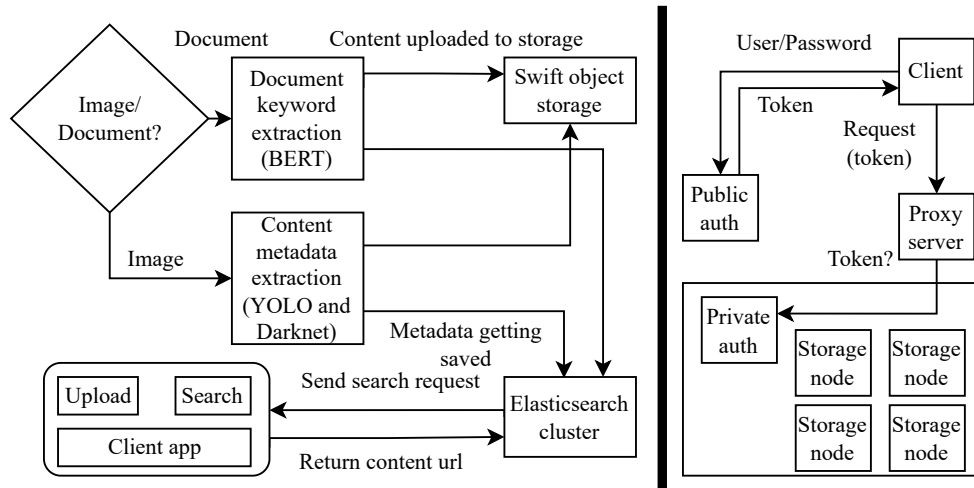 Document
Content uploaded to storage
Image/
Document?
Document
keyword
extraction
(BERT)
Swift object
storage
Image
Content
metadata
extraction
(YOLO and
Darknet)
Metadata getting
saved
Send search request
Upload
Search
Client app
Elasticsearch
cluster
Return content url
User/Password
Client
Token
Request
(token)
Public
auth
Proxy
server
Token?
Private
auth
Storage
node
Storage
node
Storage
node
Storage
node